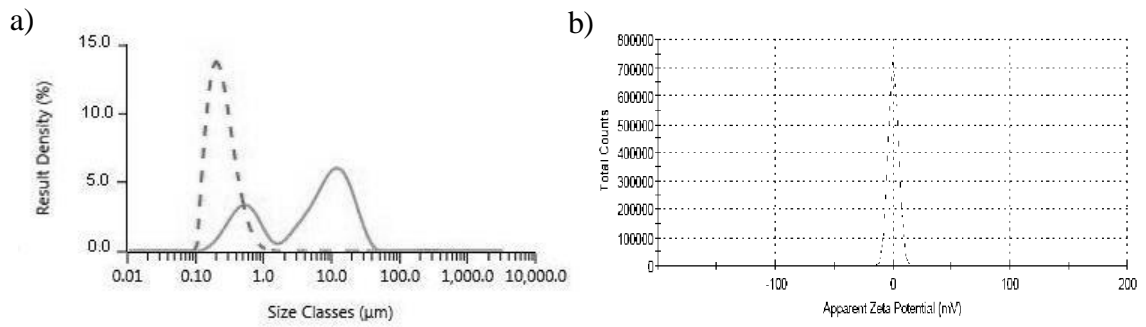 a)
15.0
10.0
5.0
0.0
Result Density (%)
0.01 0.10 1.0 10.0 100.0 1,000.0 10,000.0
Size Classes (µm)
b)
800000
700000
600000
500000
400000
300000
200000
100000
0
Total Counts
-100 0 100 200
Apparent Zeta Potential (mV)